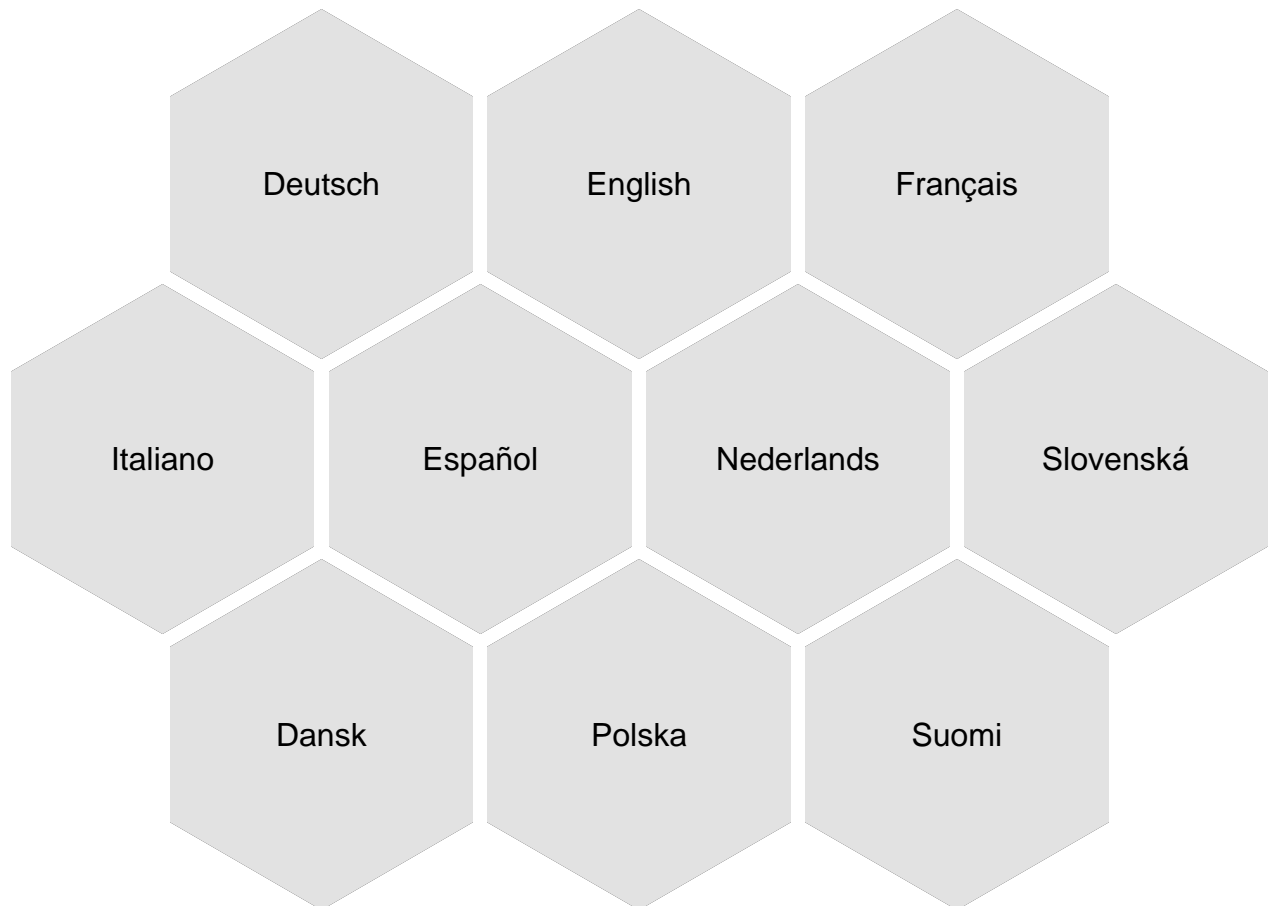 Deutsch
English
Français
Italiano
Español
Nederlands
Slovenská
Dansk
Polska
Suomi